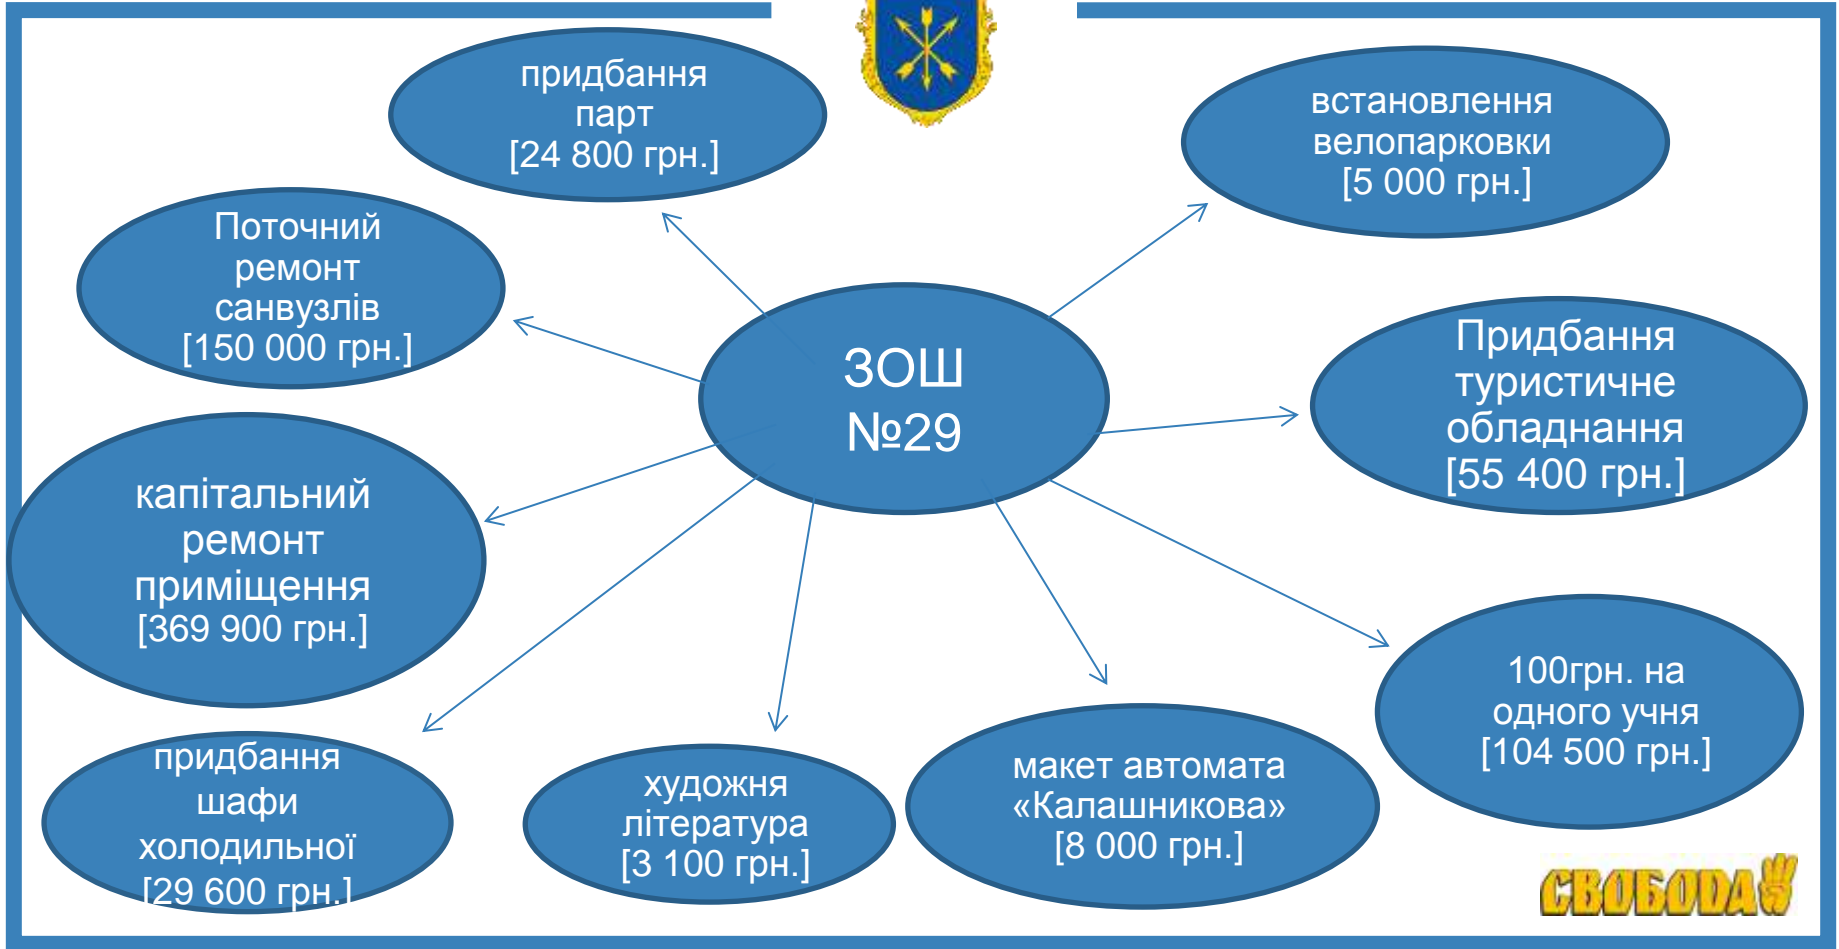 придбання
парт
[24 800 грн.]
встановлення
велопарковки
[5 000 грн.]
Поточний
ремонт
санвузлів
[150 000 грн.]
ЗОШ
№29
Придбання
туристичне
обладнання
[55 400 грн.]
капітальний
ремонт
приміщення
[369 900 грн.]
100грн. на
одного учня
[104 500 грн.]
придбання
шафи
холодильної
[29 600 грн.]
художня
література
[3 100 грн.]
макет автомата
«Калашникова»
[8 000 грн.]
СВОБОДА